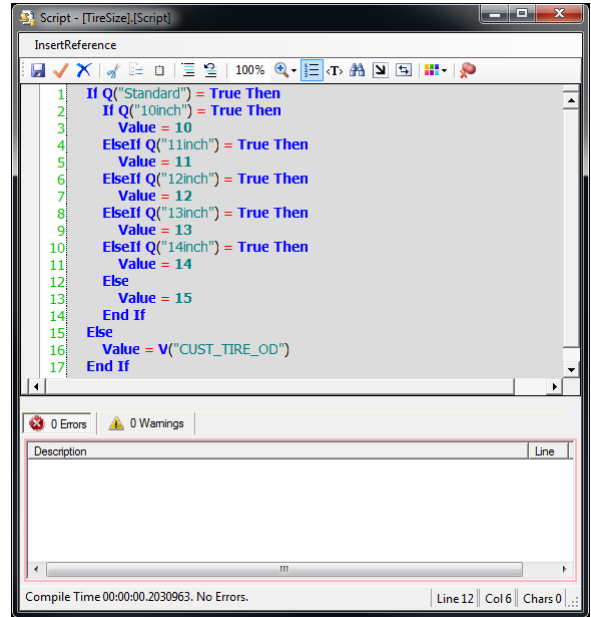 Script - [TireSize].[Script]
InsertReference
100%
1 If Q("Standard") = True Then
2 If Q("10inch") = True Then
3 Value = 10
4 ElseIf Q("11inch") = True Then
5 Value = 11
6 ElseIf Q("12inch") = True Then
7 Value = 12
8 ElseIf Q("13inch") = True Then
9 Value = 13
10 ElseIf Q("14inch") = True Then
11 Value = 14
12 Else
13 Value = 15
14 End If
15 Else
16 Value = V("CUST_TIRE_OD")
17 End If
0 Errors 0 Warnings
Description Line
Compile Time 00:00:00.2030963. No Errors. Line 12 Col 6 Chars 0